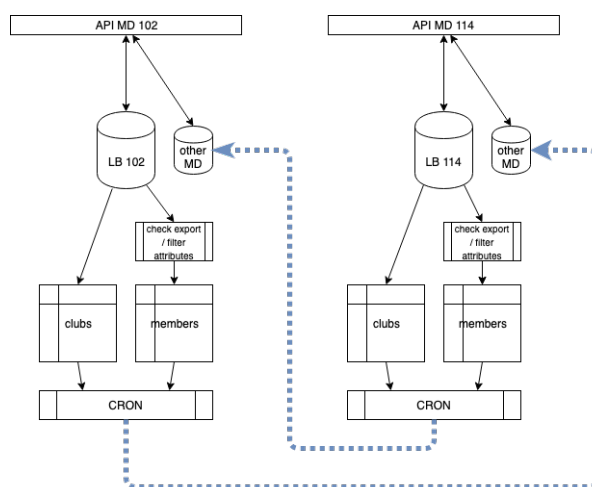 API MD 102
API MD 114
LB 102
other
MD
LB 114
other
MD
check export
/ filter
attributes
check export
/ filter
attributes
clubs
members
clubs
members
CRON
CRON